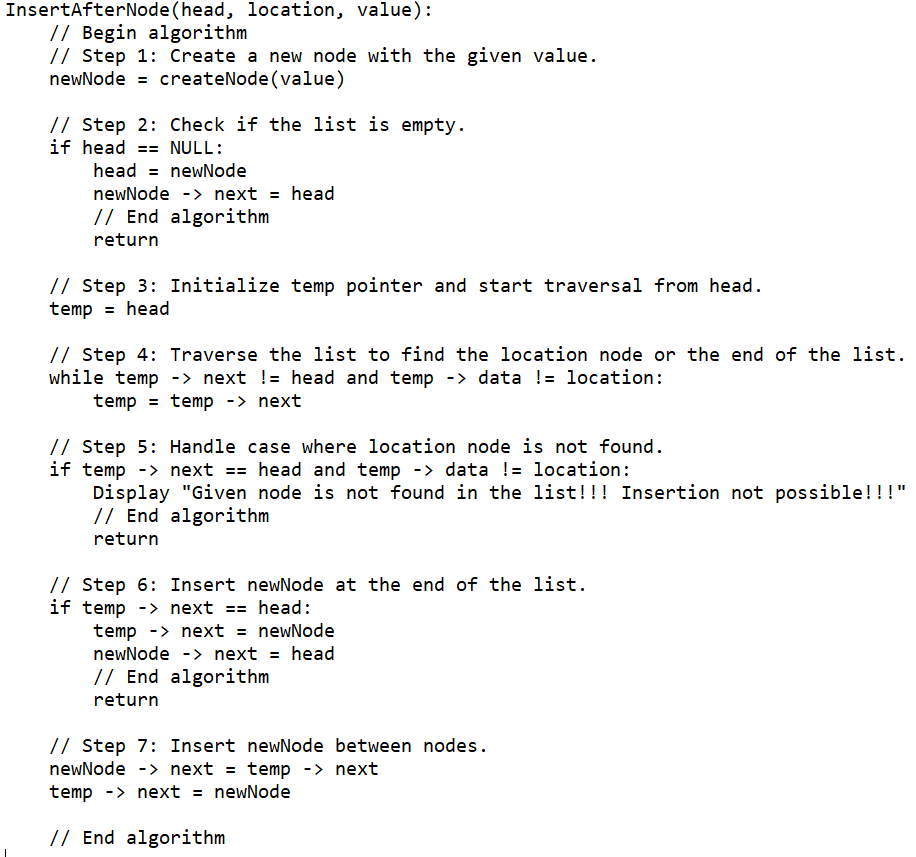 InsertAfterNode(head, location, value):
    // Begin algorithm
    // Step 1: Create a new node with the given value.
    newNode = createNode(value)

    // Step 2: Check if the list is empty.
    if head == NULL:
        head = newNode
        newNode -> next = head
        // End algorithm
        return

    // Step 3: Initialize temp pointer and start traversal from head.
    temp = head

    // Step 4: Traverse the list to find the location node or the end of the list.
    while temp -> next != head and temp -> data != location:
        temp = temp -> next

    // Step 5: Handle case where location node is not found.
    if temp -> next == head and temp -> data != location:
        Display "Given node is not found in the list!!! Insertion not possible!!!"
        // End algorithm
        return

    // Step 6: Insert newNode at the end of the list.
    if temp -> next == head:
        temp -> next = newNode
        newNode -> next = head
        // End algorithm
        return

    // Step 7: Insert newNode between nodes.
    newNode -> next = temp -> next
    temp -> next = newNode

    // End algorithm